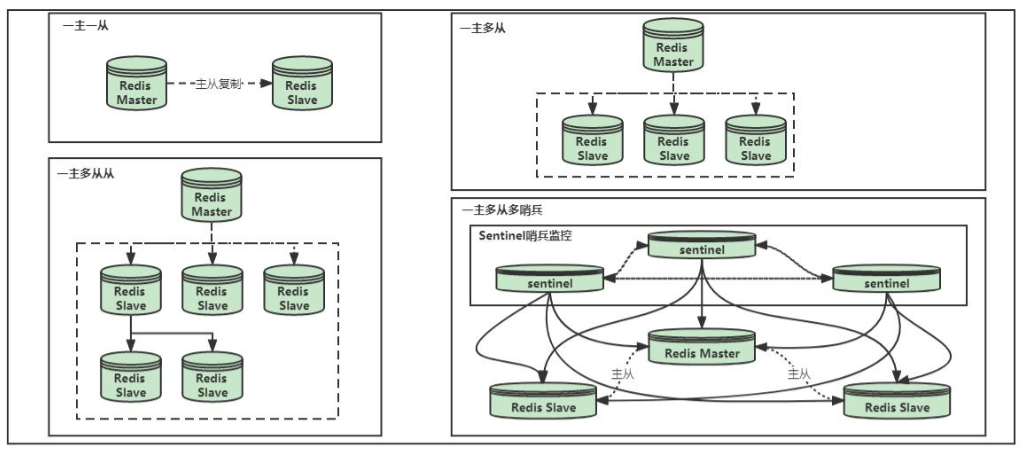 一主一从
Redis
Master
主从复制
Redis
Slave
一主多从
Redis
Master
Redis
Slave
Redis
Slave
Redis
Slave
一主多从从
Redis
Master
Redis
Slave
Redis
Slave
Redis
Slave
Redis
Slave
Redis
Slave
一主多从多哨兵
Sentinel哨兵监控
sentinel
sentinel
sentinel
Redis Master
主从
主从
Redis Slave
Redis Slave